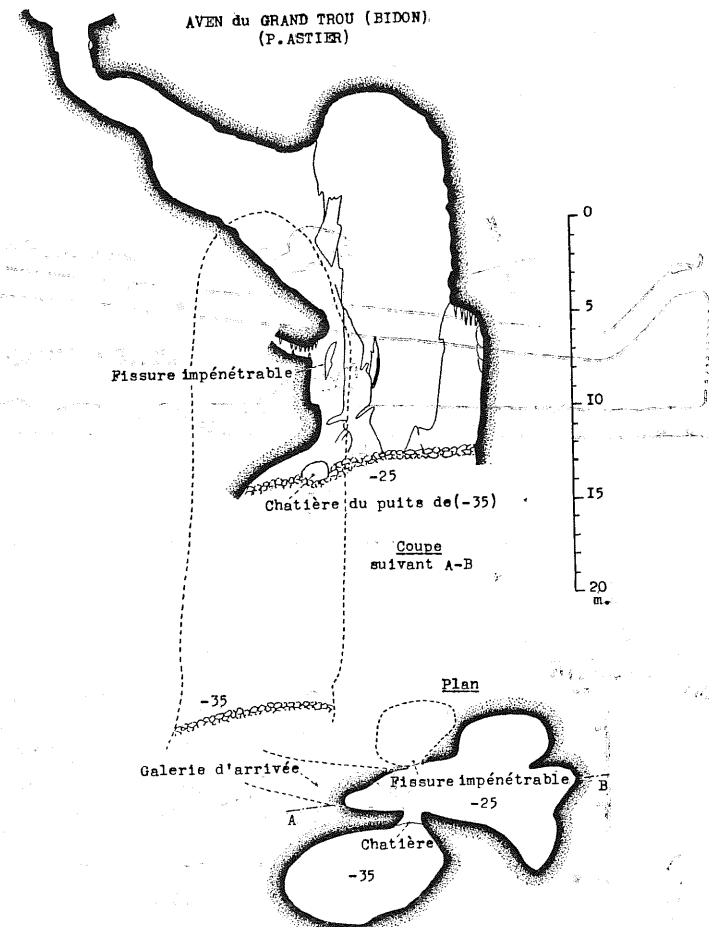 AVEN du GRAND TROU (BIDON)
(P.ASTIER)
0
5
Fissure impénétrable
10
-25
15
Chatière du puits de(-35)
Coupe
suivant A-B
20
m.
-35
Plan
Galerie d'arrivée
Fissure impénétrable
B
-25
A
Chatière
-35